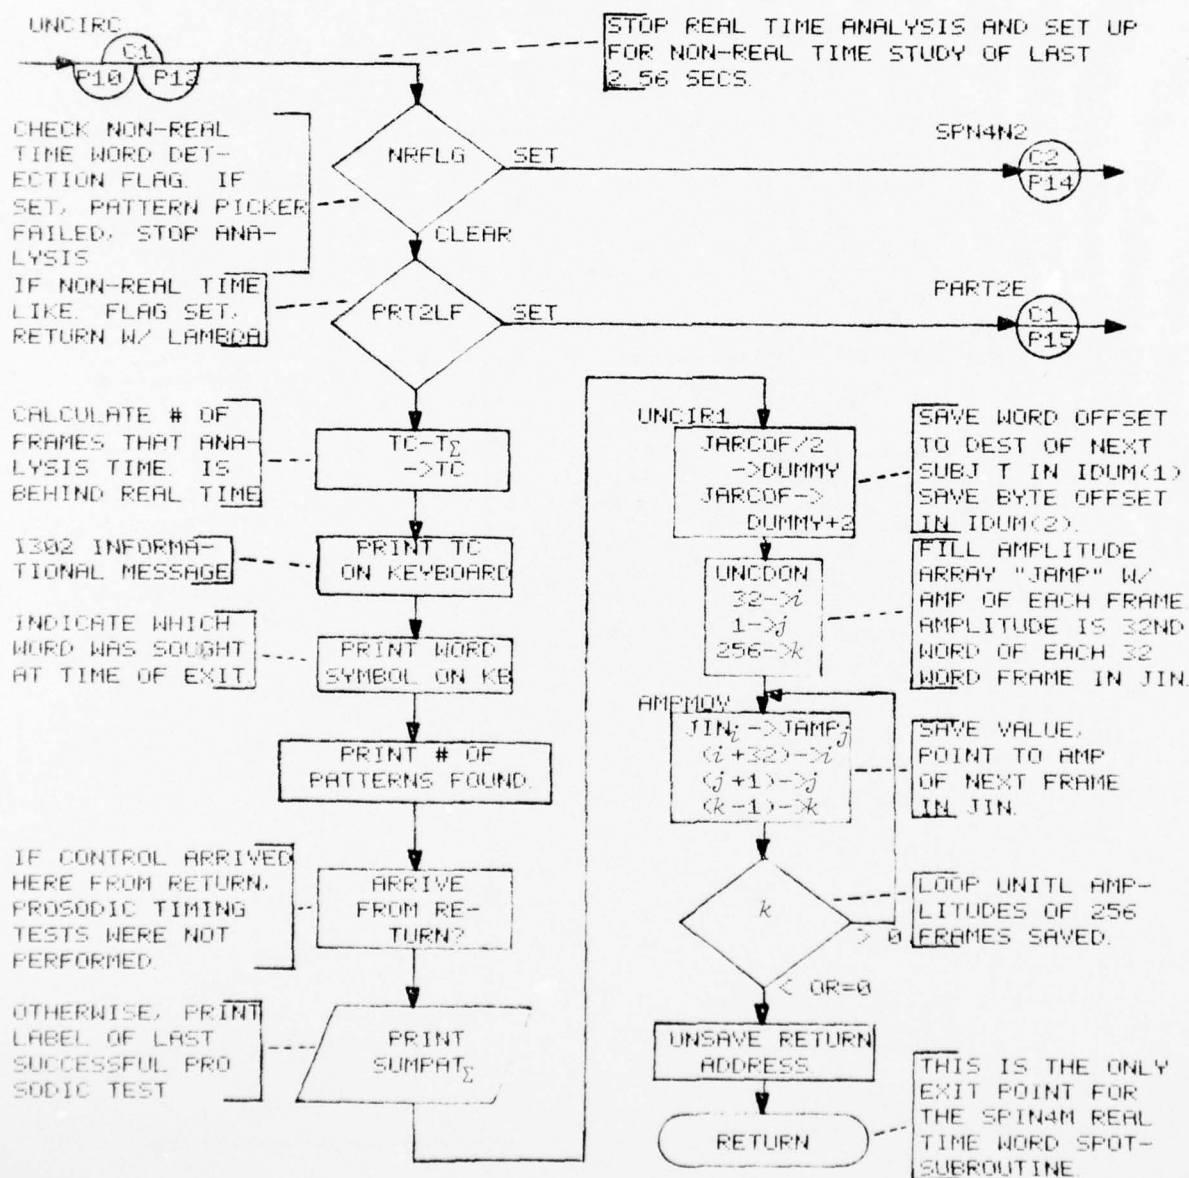 UNCIRC
C1
P10 P13
STOP REAL TIME ANALYSIS AND SET UP
FOR NON-REAL TIME STUDY OF LAST
2.56 SECS.
CHECK NON-REAL
TIME WORD DET-
ECTION FLAG. IF
SET, PATTERN PICKER
FAILED, STOP ANA-
LYSIS
NRFLG
SET
CLEAR
SPN4N2
C2
P14
IF NON-REAL TIME
LIKE. FLAG SET,
RETURN W/ LAMBDA
PRT2LF
SET
PART2E
C1
P15
CALCULATE # OF
FRAMES THAT ANA-
LYSIS TIME. IS
BEHIND REAL TIME
TC-TΣ
->TC
I302 INFORMA-
TIONAL MESSAGE
PRINT TC
ON KEYBOARD
INDICATE WHICH
WORD WAS SOUGHT
AT TIME OF EXIT.
PRINT WORD
SYMBOL ON KB
PRINT # OF
PATTERNS FOUND.
IF CONTROL ARRIVED
HERE FROM RETURN,
PROSODIC TIMING
TESTS WERE NOT
PERFORMED.
ARRIVE
FROM RE-
TURN?
OTHERWISE, PRINT
LABEL OF LAST
SUCCESSFUL PRO
SODIC TEST
PRINT
SUMPATΣ
UNCIR1
JARCOF/2
->DUMMY
JARCOF->
DUMMY+2
SAVE WORD OFFSET
TO DEST OF NEXT
SUBJ T IN IDUM(1)
SAVE BYTE OFFSET
IN IDUM(2).
UNCDON
32->i
1->j
256->k
FILL AMPLITUDE
ARRAY "JAMP" W/
AMP OF EACH FRAME.
AMPLITUDE IS 32ND
WORD OF EACH 32
WORD FRAME IN JIN.
AMPMOV
JINi->JAMPj
(i+32)->i
(j+1)->j
(k-1)->k
SAVE VALUE,
POINT TO AMP
OF NEXT FRAME
IN JIN.
k
> 0
< OR=0
LOOP UNITL AMP-
LITUDES OF 256
FRAMES SAVED.
UNSAVE RETURN
ADDRESS.
RETURN
THIS IS THE ONLY
EXIT POINT FOR
THE SPIN4M REAL
TIME WORD SPOT-
SUBROUTINE.